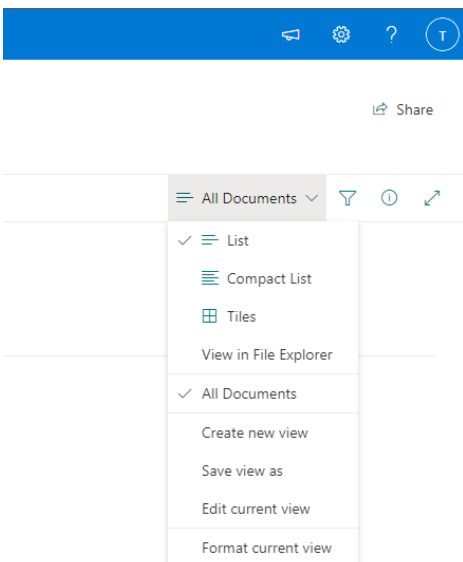 ?
T
Share
All Documents
List
Compact List
Tiles
View in File Explorer
All Documents
Create new view
Save view as
Edit current view
Format current view